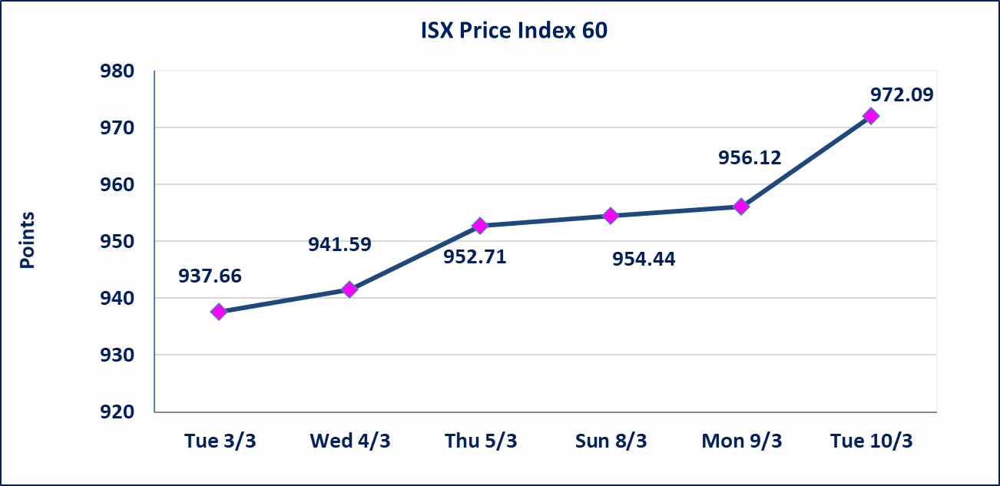 ISX Price Index 60
980
970
960
950
940
930
920
Points
937.66
941.59
952.71
954.44
956.12
972.09
Tue 3/3
Wed 4/3
Thu 5/3
Sun 8/3
Mon 9/3
Tue 10/3